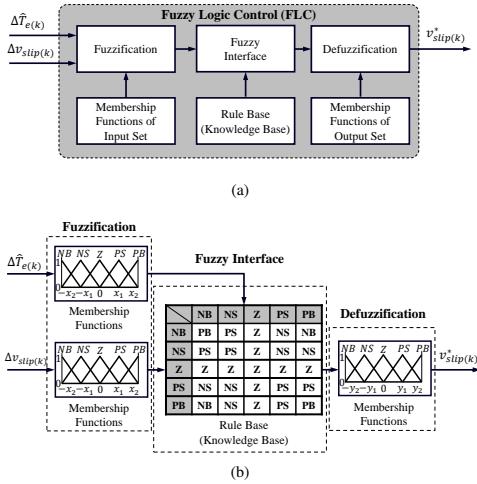 Fuzzy Logic Control (FLC)
ΔT̂e(k)
Δvslip(k)
Fuzzification
Fuzzy
Interface
Defuzzification
v*slip(k)
Membership
Functions of
Input Set
Rule Base
(Knowledge Base)
Membership
Functions of
Output Set
(a)
Fuzzification
Fuzzy Interface
Defuzzification
ΔT̂e(k)
NB NS Z PS PB
1
0
−x2 −x1 0 x1 x2
Membership
Functions
Δvslip(k)
NB NS Z PS PB
1
0
−x2 −x1 0 x1 x2
Membership
Functions
NB NS Z PS PB
NB PB PS Z NS NB
NS PS PS Z NS NS
Z Z Z Z Z Z
PS NS NS Z PS PS
PB NB NS Z PS PB
Rule Base
(Knowledge Base)
NB NS Z PS PB
1
0
−y2 −y1 0 y1 y2
Membership
Functions
v*slip(k)
(b)